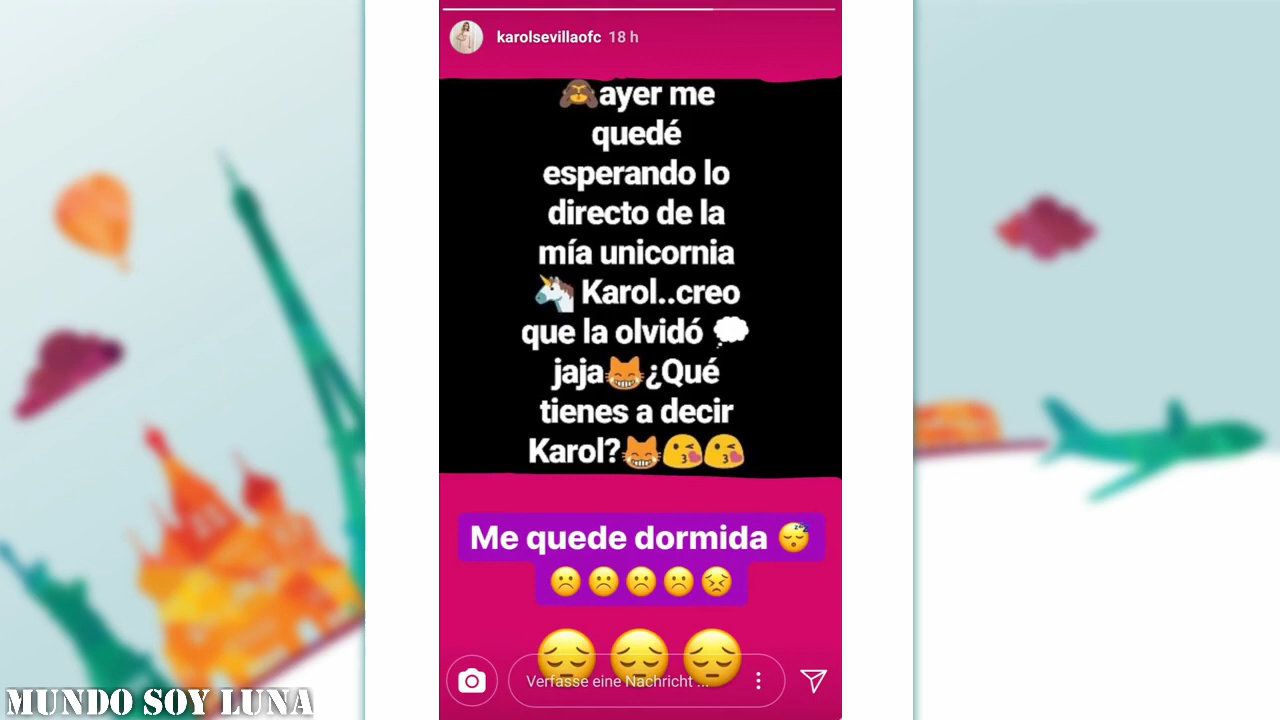 karolsevillaofc 18 h
🙈ayer me
quedé
esperando lo
directo de la
mía unicornia
🦄 Karol..creo
que la olvidó 💭
jaja😹¿Qué
tienes a decir
Karol?😹😘😘
Me quede dormida 😴
☹️☹️☹️☹️😣
😔😔😔
Verfasse eine Nachricht ...
MUNDO SOY LUNA